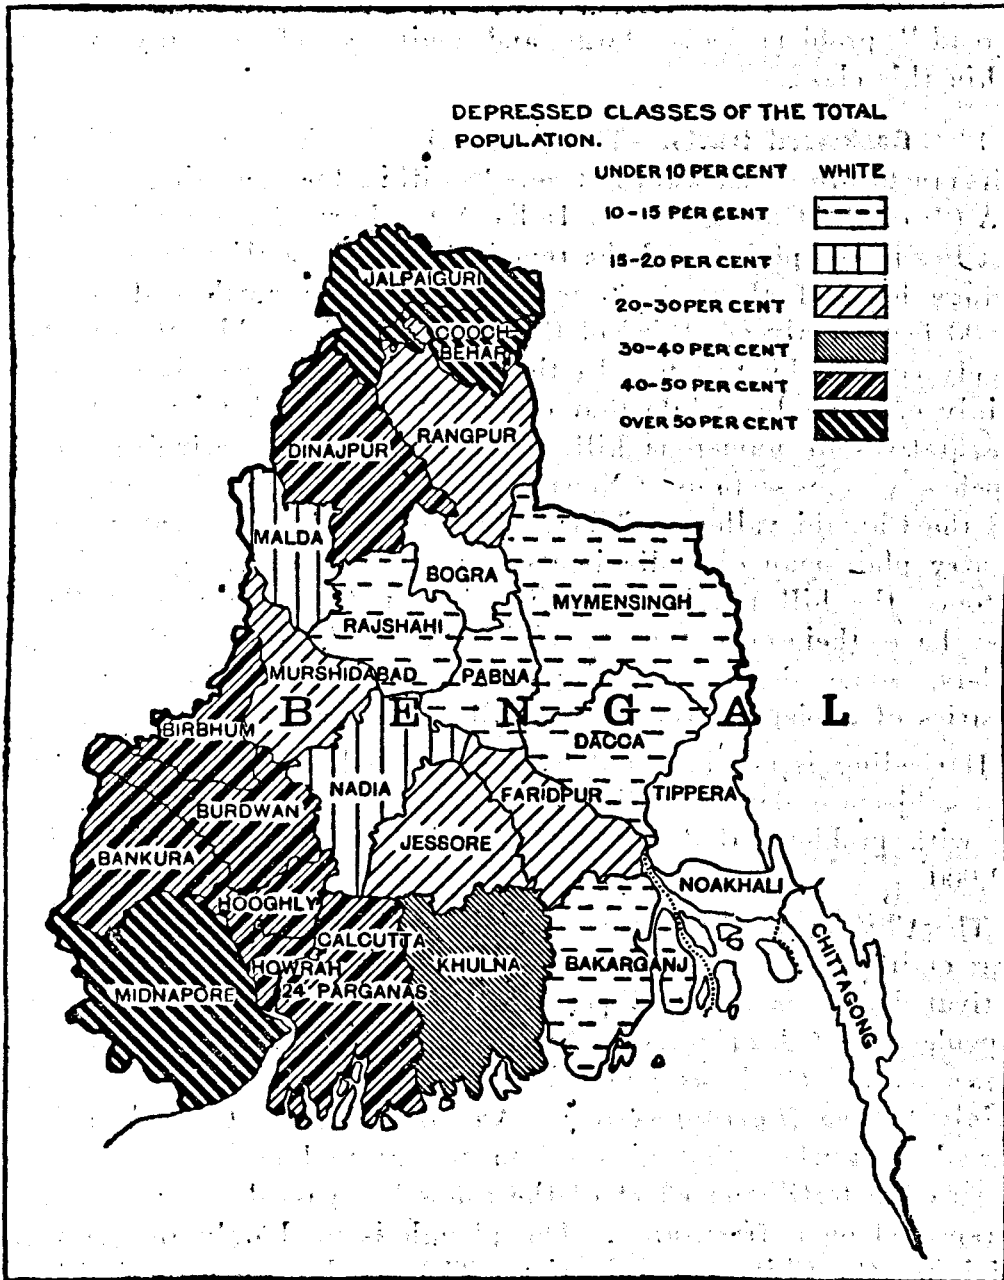 DEPRESSED CLASSES OF THE TOTAL
POPULATION.
UNDER 10 PER CENT WHITE
10-15 PER CENT
15-20 PER CENT
20-30 PER CENT
30-40 PER CENT
40-50 PER CENT
OVER 50 PER CENT
JALPAIGURI
COOCH
BEHAR
RANGPUR
DINAJPUR
MALDA
BOGRA
MYMENSINGH
RAJSHAHI
MURSHIDABAD
PABNA
BENGAL
BIRBHUM
DACCA
NADIA
FARIDPUR
TIPPERA
BURDWAN
JESSORE
BANKURA
NOAKHALI
HOOGHLY
CALCUTTA
CHITTAGONG
HOWRAH
KHULNA
BAKARGANJ
MIDNAPORE
24 PARGANAS